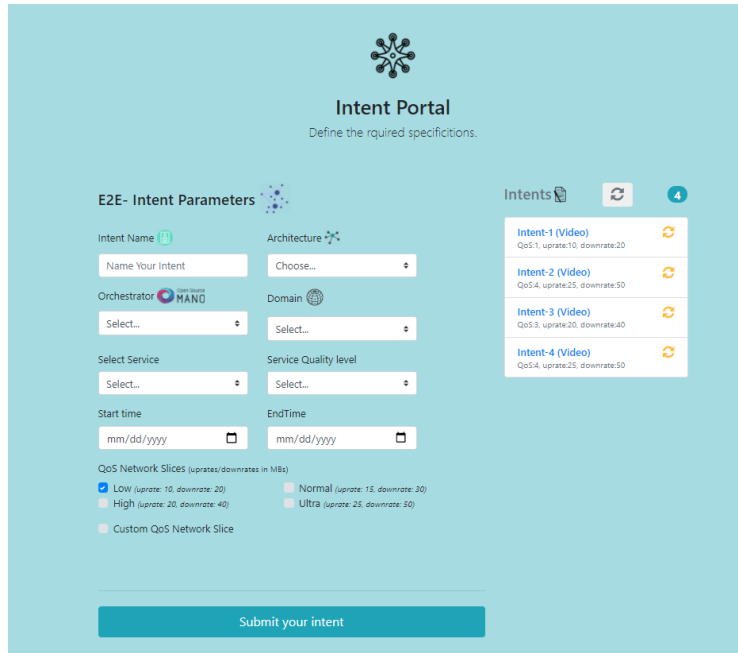 Intent Portal
Define the rquired specificitions.
E2E- Intent Parameters
Intent Name
Architecture
Name Your Intent
Choose...
Orchestrator Open Source MANO
Domain
Select...
Select...
Select Service
Service Quality level
Select...
Select...
Start time
EndTime
mm/dd/yyyy
mm/dd/yyyy
QoS Network Slices (uprates/downrates in MBs)
Low (uprate: 10, downrate: 20)
Normal (uprate: 15, downrate: 30)
High (uprate: 20, downrate: 40)
Ultra (uprate: 25, downrate: 50)
Custom QoS Network Slice
Submit your intent
Intents
4
Intent-1 (Video)
QoS:1, uprate:10, downrate:20
Intent-2 (Video)
QoS:4, uprate:25, downrate:50
Intent-3 (Video)
QoS:3, uprate:20, downrate:40
Intent-4 (Video)
QoS:4, uprate:25, downrate:50